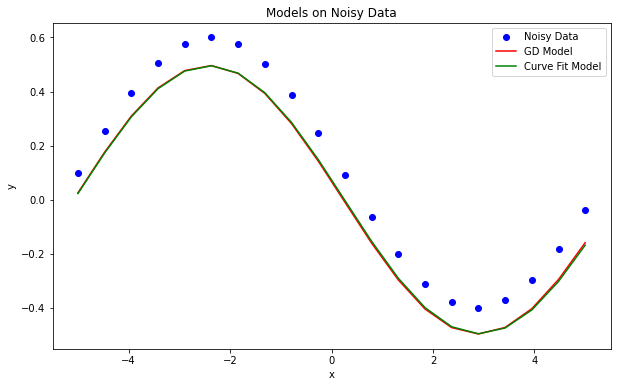 Models on Noisy Data
Noisy Data
GD Model
Curve Fit Model
0.6
0.4
0.2
0.0
−0.2
−0.4
y
−4
−2
0
2
4
x